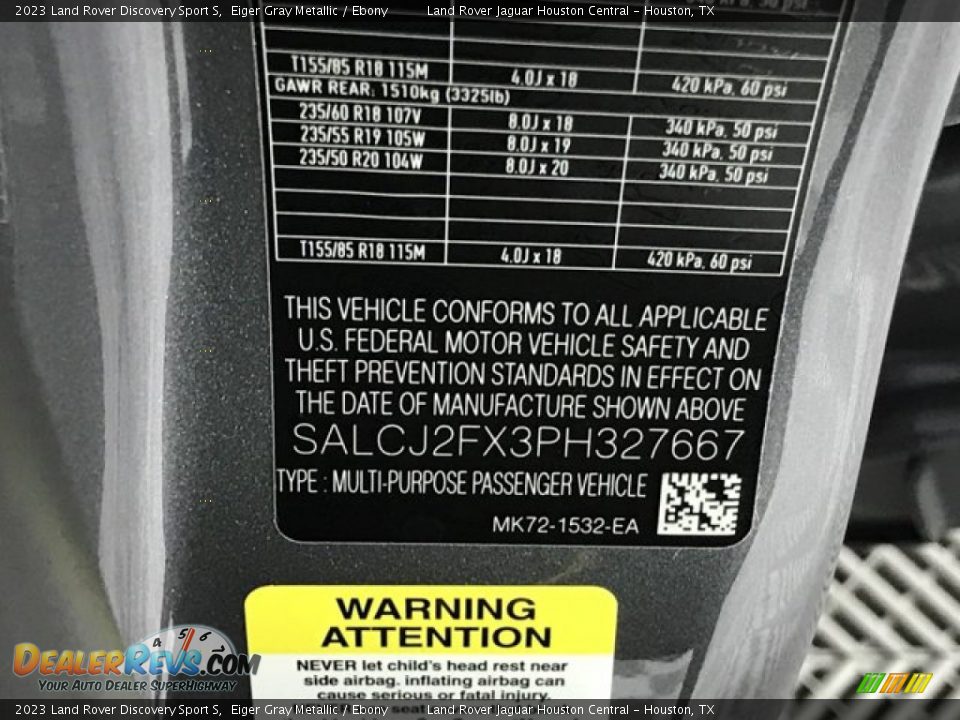 2023 Land Rover Discovery Sport S, Eiger Gray Metallic / Ebony Land Rover Jaguar Houston Central - Houston, TX
T155/85 R18 115M 4.0J x 18 420 kPa, 60 psi
GAWR REAR: 1510kg (3325lb)
235/60 R18 107V 8.0J x 18 340 kPa, 50 psi
235/55 R19 105W 8.0J x 19 340 kPa, 50 psi
235/50 R20 104W 8.0J x 20 340 kPa, 50 psi
T155/85 R18 115M 4.0J x 18 420 kPa, 60 psi
THIS VEHICLE CONFORMS TO ALL APPLICABLE
U.S. FEDERAL MOTOR VEHICLE SAFETY AND
THEFT PREVENTION STANDARDS IN EFFECT ON
THE DATE OF MANUFACTURE SHOWN ABOVE
SALCJ2FX3PH327667
TYPE : MULTI-PURPOSE PASSENGER VEHICLE
MK72-1532-EA
WARNING
ATTENTION
NEVER let child's head rest near
side airbag. inflating airbag can
cause serious or fatal injury.
4 5 6
DEALERREVS.COM
YOUR AUTO DEALER SUPERHIGHWAY
2023 Land Rover Discovery Sport S, Eiger Gray Metallic / Ebony Land Rover Jaguar Houston Central - Houston, TX